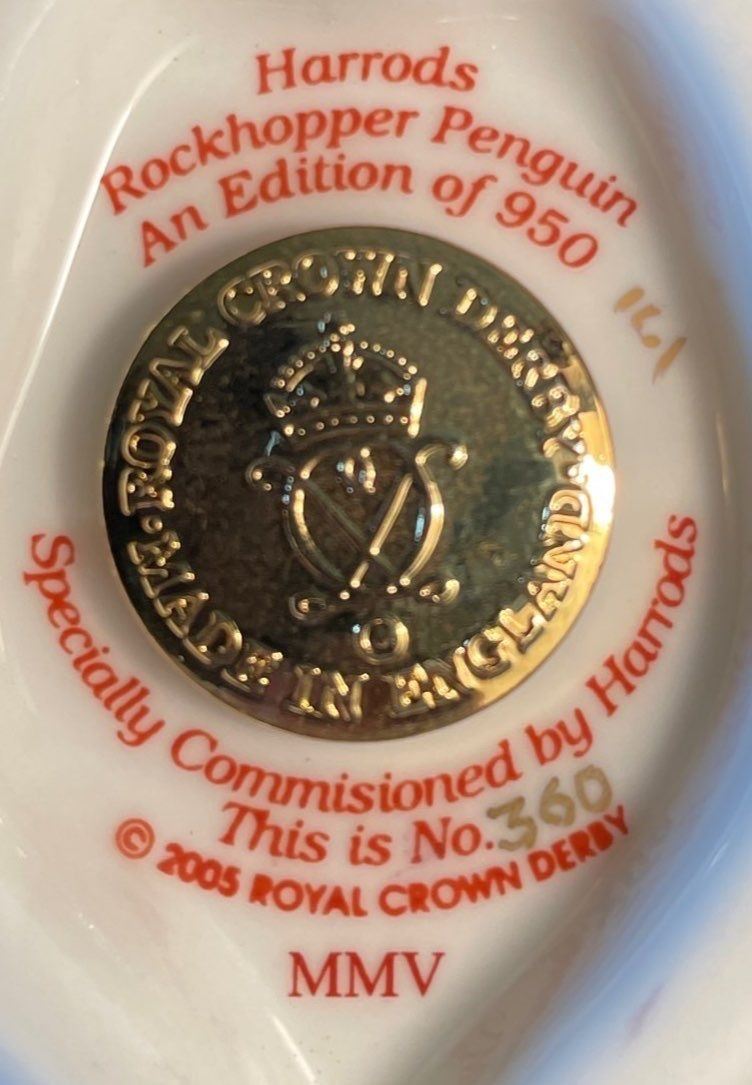 Harrods
Rockhopper Penguin
An Edition of 950
ROYAL CROWN DERBY
MADE IN ENGLAND
Specially Commisioned by Harrods
This is No. 360
© 2005 ROYAL CROWN DERBY
MMV